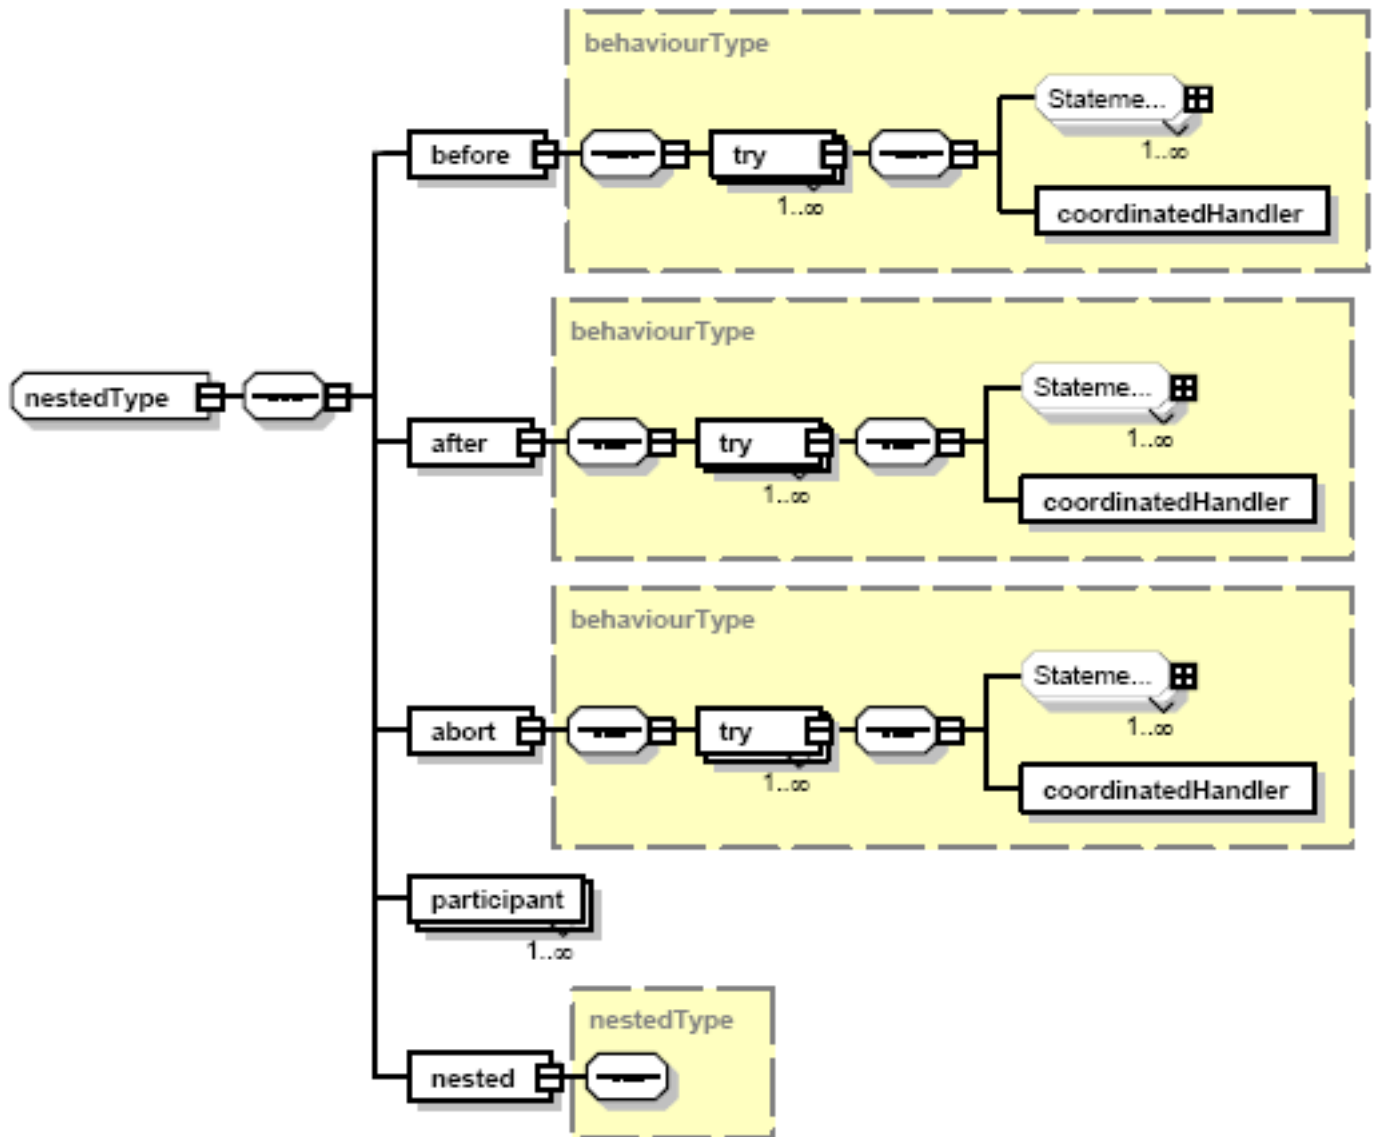 behaviourType
Stateme...
1..∞
before
try
1..∞
coordinatedHandler
behaviourType
nestedType
Stateme...
1..∞
after
try
1..∞
coordinatedHandler
behaviourType
Stateme...
1..∞
abort
try
1..∞
coordinatedHandler
participant
1..∞
nestedType
nested